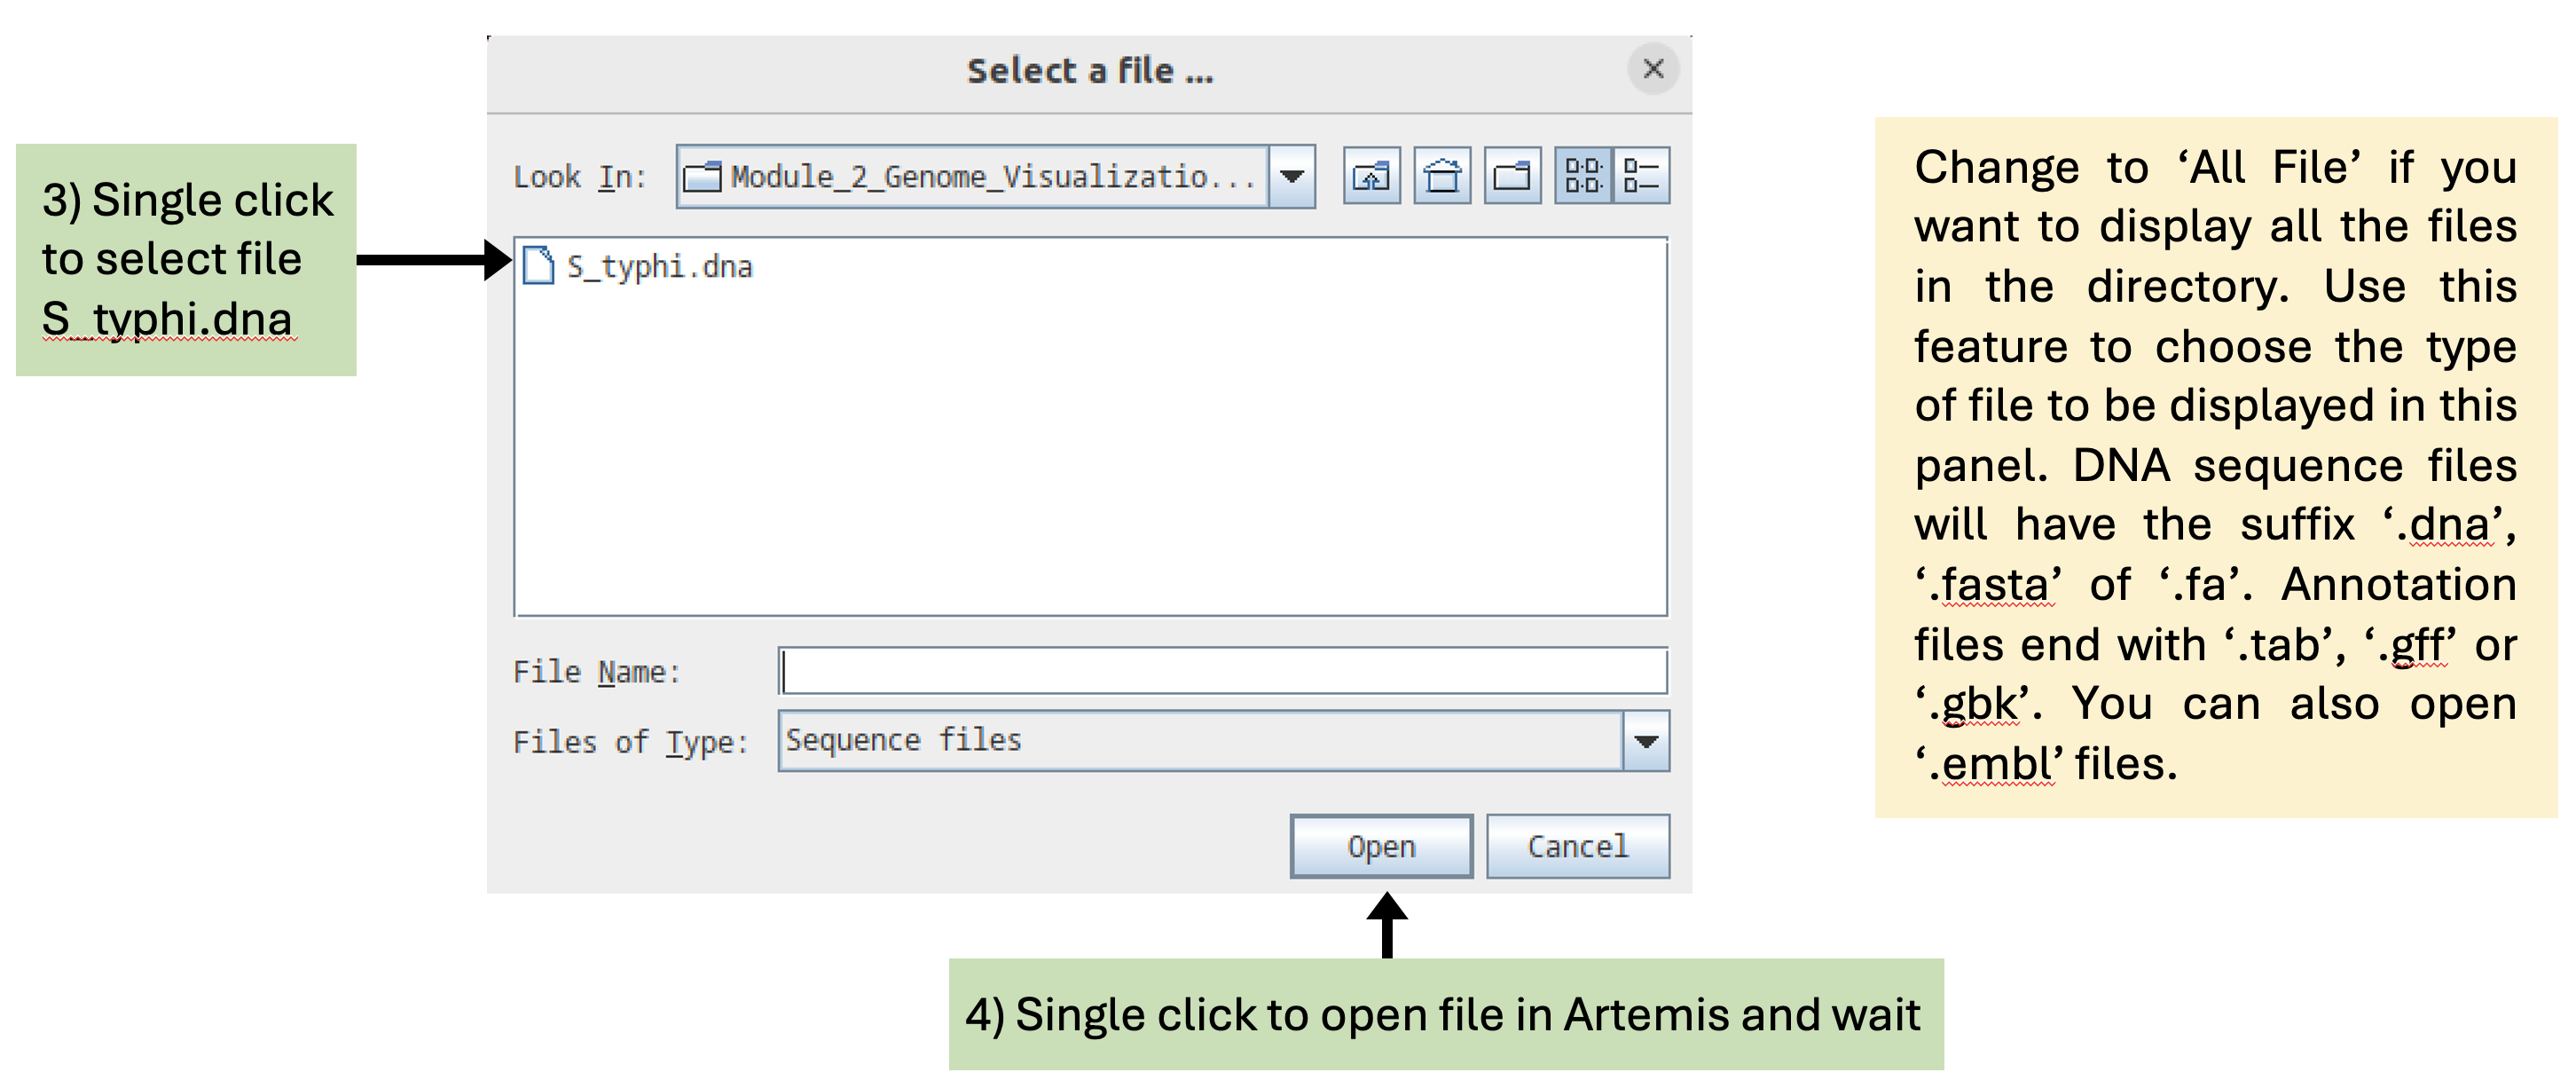 Select a file ...
3) Single click
to select file
S_typhi.dna
Look In:
Module_2_Genome_Visualizatio...
S_typhi.dna
File Name:
Files of Type:
Sequence files
Open
Cancel
4) Single click to open file in Artemis and wait
Change to ‘All File’ if you
want to display all the files
in the directory. Use this
feature to choose the type
of file to be displayed in this
panel. DNA sequence files
will have the suffix ‘.dna’,
‘.fasta’ of ‘.fa’. Annotation
files end with ‘.tab’, ‘.gff’ or
‘.gbk’. You can also open
‘.embl’ files.